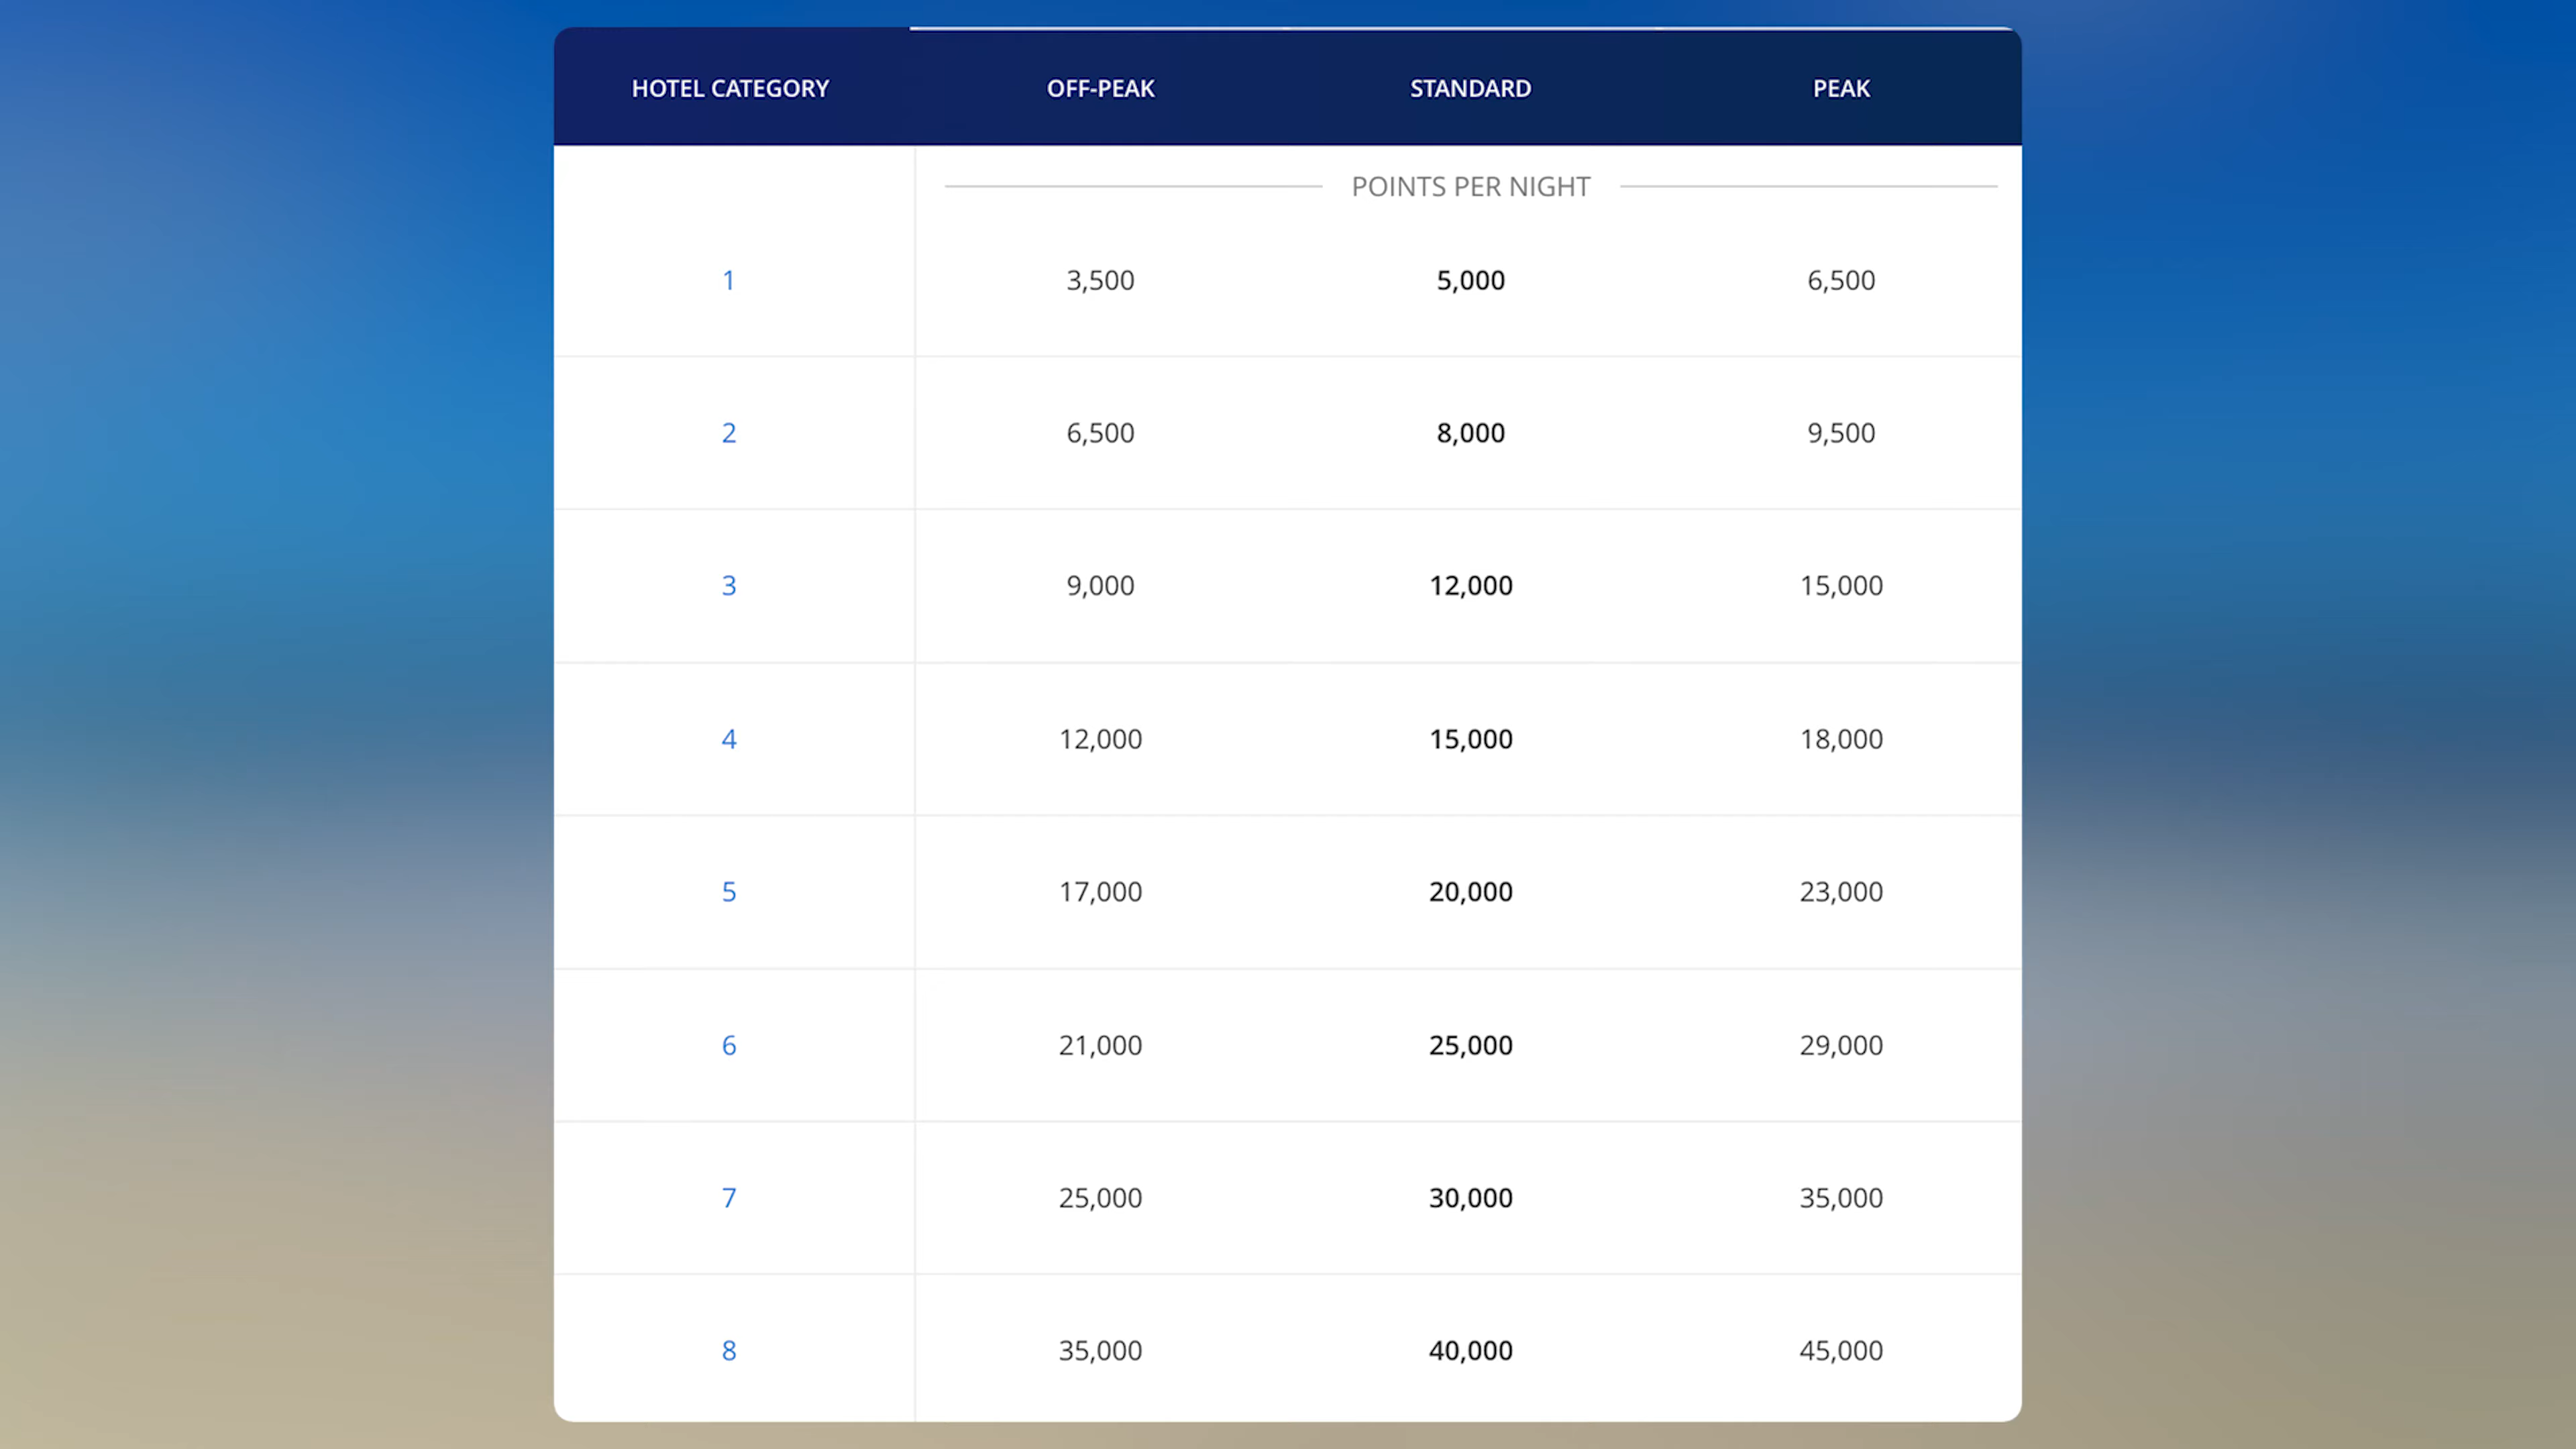 HOTEL CATEGORY OFF-PEAK STANDARD PEAK
POINTS PER NIGHT
1 3,500 5,000 6,500
2 6,500 8,000 9,500
3 9,000 12,000 15,000
4 12,000 15,000 18,000
5 17,000 20,000 23,000
6 21,000 25,000 29,000
7 25,000 30,000 35,000
8 35,000 40,000 45,000